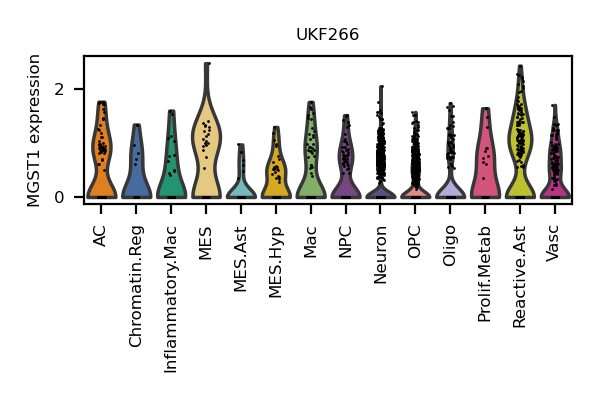 UKF266
MGST1 expression
2
0
AC
Chromatin.Reg
Inflammatory.Mac
MES
MES.Ast
MES.Hyp
Mac
NPC
Neuron
OPC
Oligo
Prolif.Metab
Reactive.Ast
Vasc